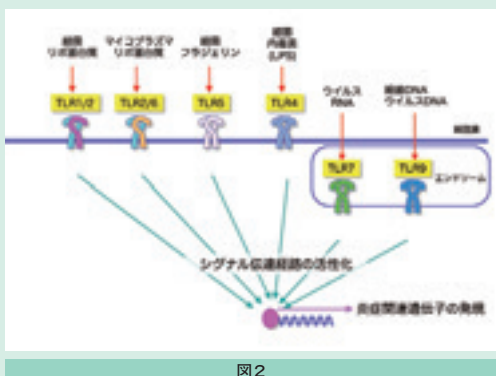 細菌
リポ蛋白質
マイコプラズマ
リポ蛋白質
細菌
フラジェリン
細菌
内毒素
(LPS)
ウイルス
RNA
細菌DNA
ウイルスDNA
TLR1/2
TLR2/6
TLR5
TLR4
細胞膜
TLR7
TLR9
エンドソーム
シグナル伝達経路の活性化
炎症関連遺伝子の発現
図2